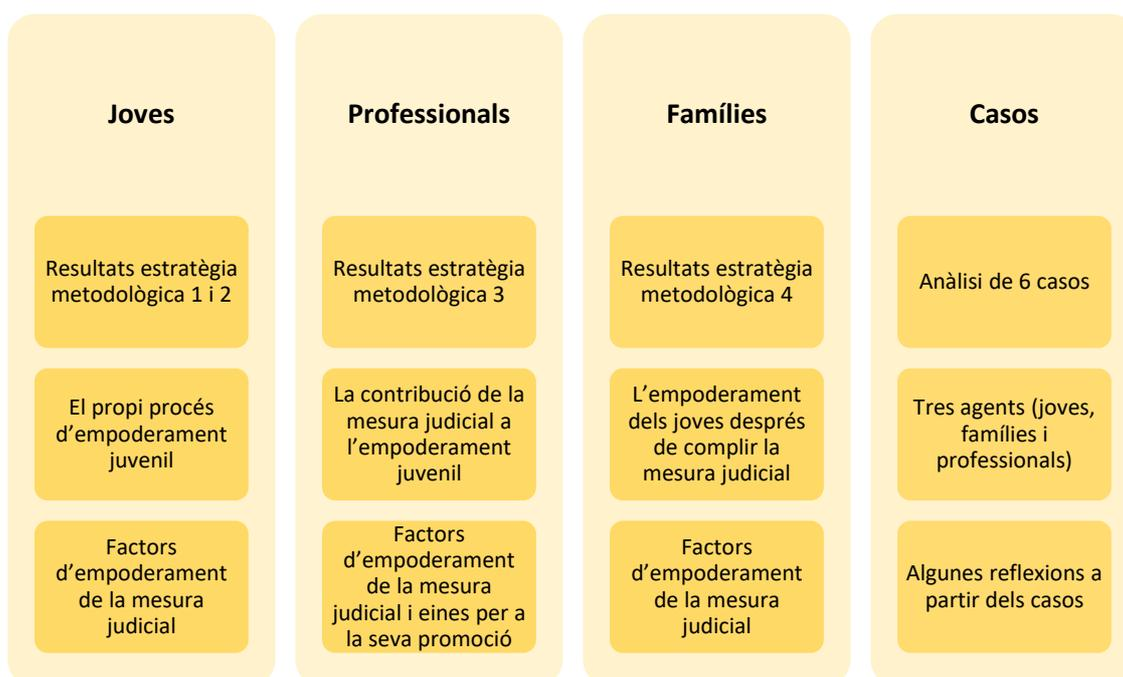 Joves
Resultats estratègia
metodològica 1 i 2
El propi procés
d’empoderament
juvenil
Factors
d’empoderament
de la mesura
judicial
Professionals
Resultats estratègia
metodològica 3
La contribució de la
mesura judicial a
l’empoderament
juvenil
Factors
d’empoderament
de la mesura
judicial i eines per a
la seva promoció
Famílies
Resultats estratègia
metodològica 4
L’empoderament
dels joves després
de complir la
mesura judicial
Factors
d’empoderament
de la mesura
judicial
Casos
Anàlisi de 6 casos
Tres agents (joves,
famílies i
professionals)
Algunes reflexions a
partir dels casos